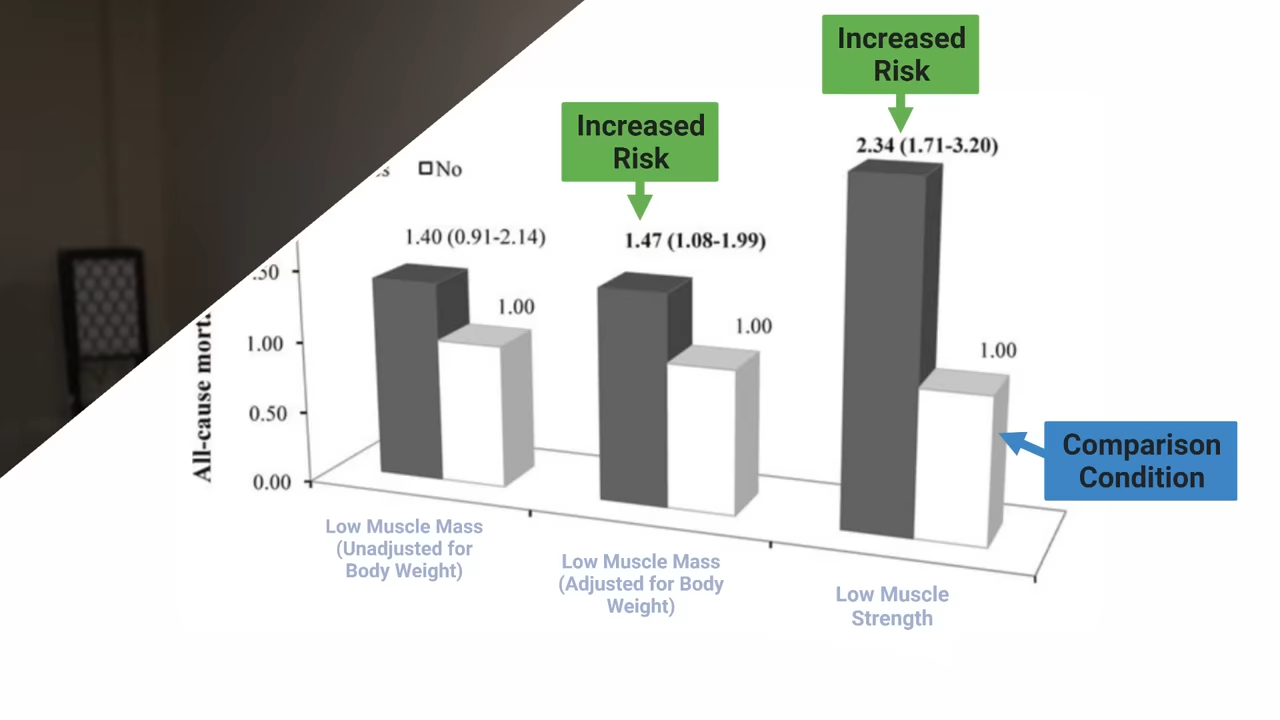 Increased
Risk
Increased
Risk
2.34 (1.71-3.20)
No
1.40 (0.91-2.14)
1.47 (1.08-1.99)
1.00
1.00
1.00
1.00
0.50
0.00
All-cause
Comparison
Condition
Low Muscle Mass
(Unadjusted for
Body Weight)
Low Muscle Mass
(Adjusted for Body
Weight)
Low Muscle
Strength